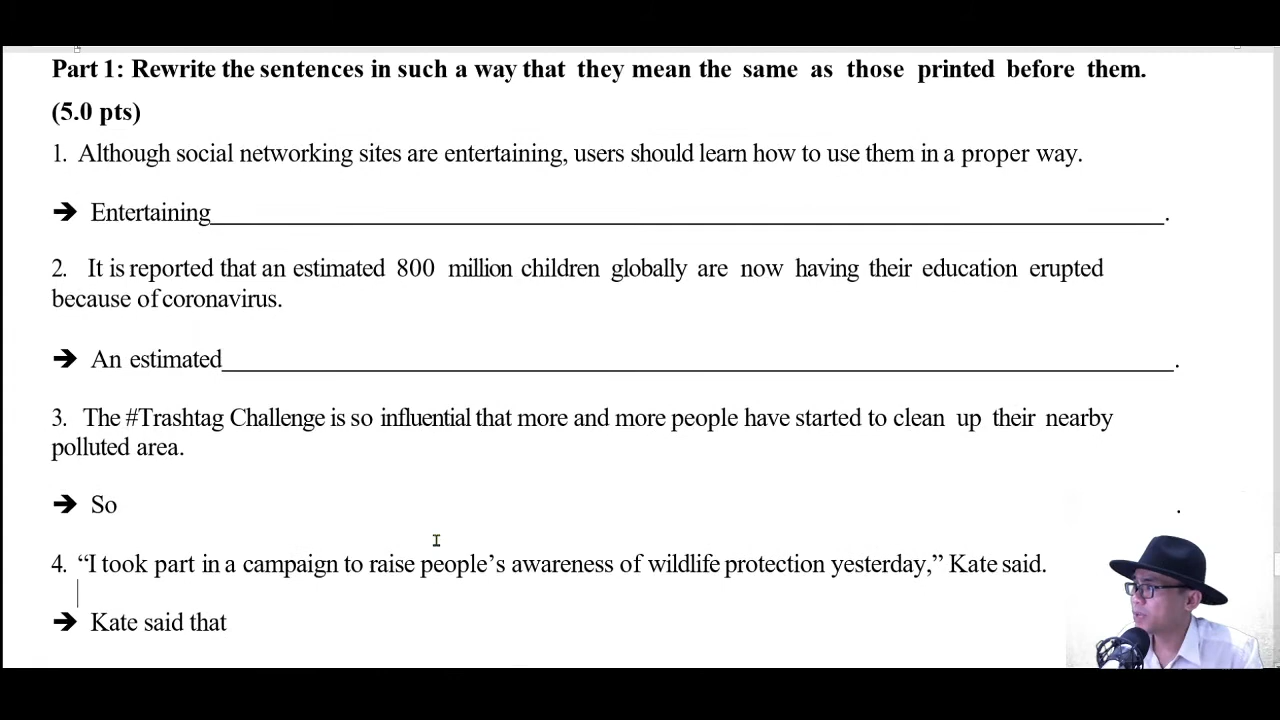 Part 1: Rewrite the sentences in such a way that they mean the same as those printed before them.
(5.0 pts)
1. Although social networking sites are entertaining, users should learn how to use them in a proper way.
➔ Entertaining______________________________.
2. It is reported that an estimated 800 million children globally are now having their education erupted
because of coronavirus.
➔ An estimated______________________________.
3. The #Trashtag Challenge is so influential that more and more people have started to clean up their nearby
polluted area.
➔ So .
4. “I took part in a campaign to raise people’s awareness of wildlife protection yesterday,” Kate said.
➔ Kate said that